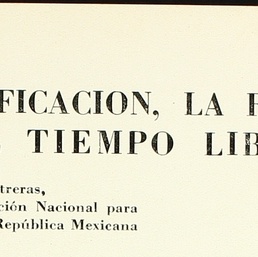 FICACION, LA
TIEMPO LIB
treras,
ción Nacional para
República Mexicana